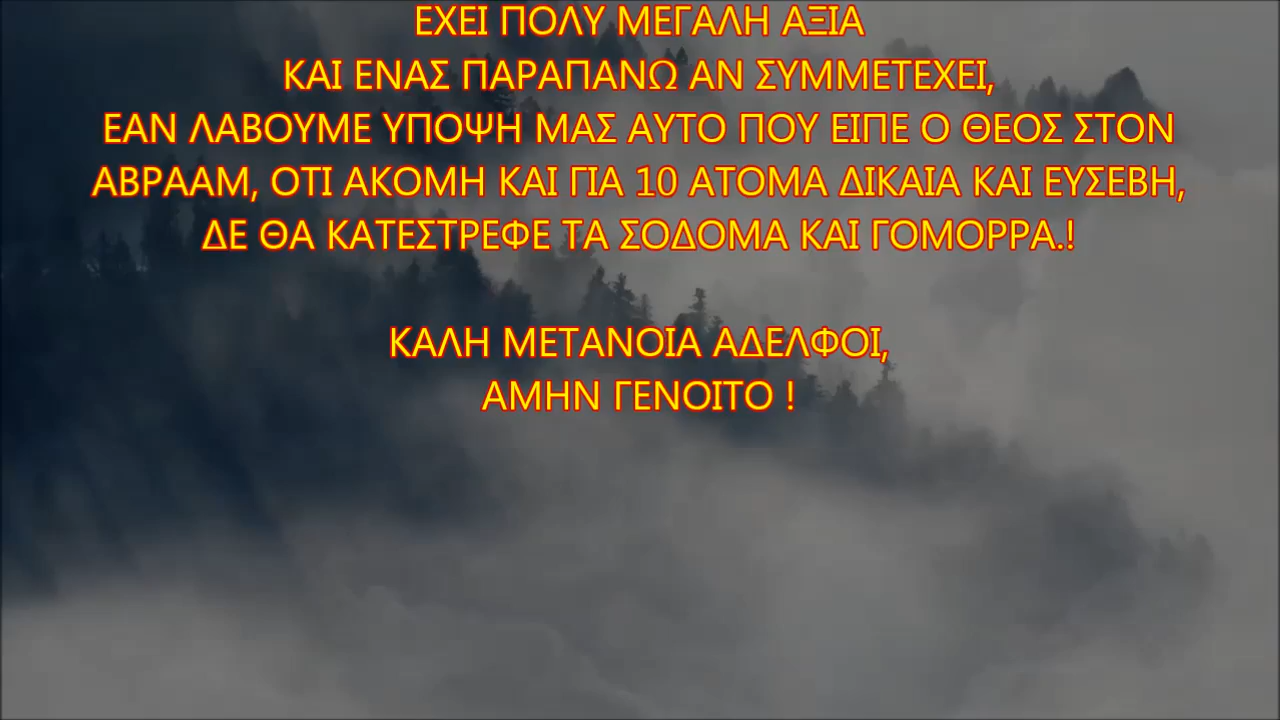 ΕΧΕΙ ΠΟΛΥ ΜΕΓΑΛΗ ΑΞΙΑ
ΚΑΙ ΕΝΑΣ ΠΑΡΑΠΑΝΩ ΑΝ ΣΥΜΜΕΤΕΧΕΙ,
ΕΑΝ ΛΑΒΟΥΜΕ ΥΠΟΨΗ ΜΑΣ ΑΥΤΟ ΠΟΥ ΕΙΠΕ Ο ΘΕΟΣ ΣΤΟΝ
ΑΒΡΑΑΜ, ΟΤΙ ΑΚΟΜΗ ΚΑΙ ΓΙΑ 10 ΑΤΟΜΑ ΔΙΚΑΙΑ ΚΑΙ ΕΥΣΕΒΗ,
ΔΕ ΘΑ ΚΑΤΕΣΤΡΕΦΕ ΤΑ ΣΟΔΟΜΑ ΚΑΙ ΓΟΜΟΡΡΑ.!
ΚΑΛΗ ΜΕΤΑΝΟΙΑ ΑΔΕΛΦΟΙ,
ΑΜΗΝ ΓΕΝΟΙΤΟ !